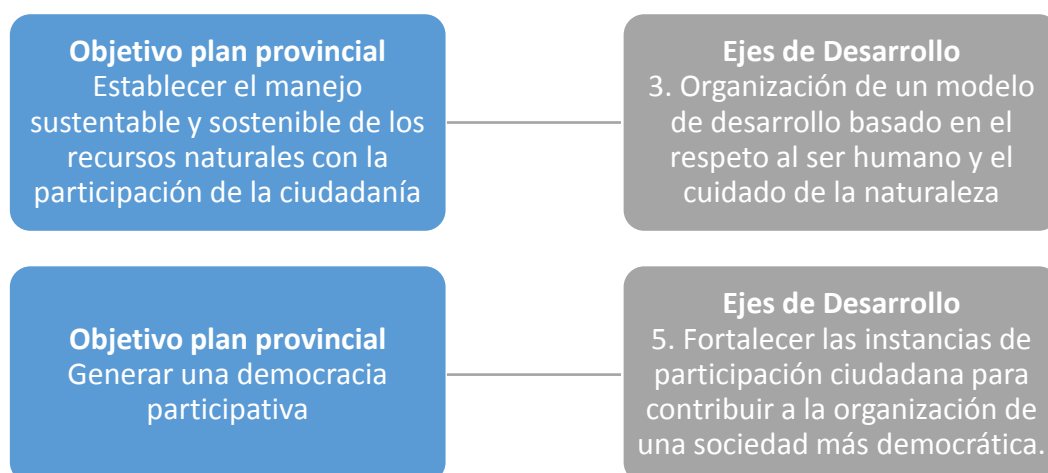 Objetivo plan provincial
Establecer el manejo
sustentable y sostenible de los
recursos naturales con la
participación de la ciudadanía
Ejes de Desarrollo
3. Organización de un modelo
de desarrollo basado en el
respeto al ser humano y el
cuidado de la naturaleza
Objetivo plan provincial
Generar una democracia
participativa
Ejes de Desarrollo
5. Fortalecer las instancias de
participación ciudadana para
contribuir a la organización de
una sociedad más democrática.